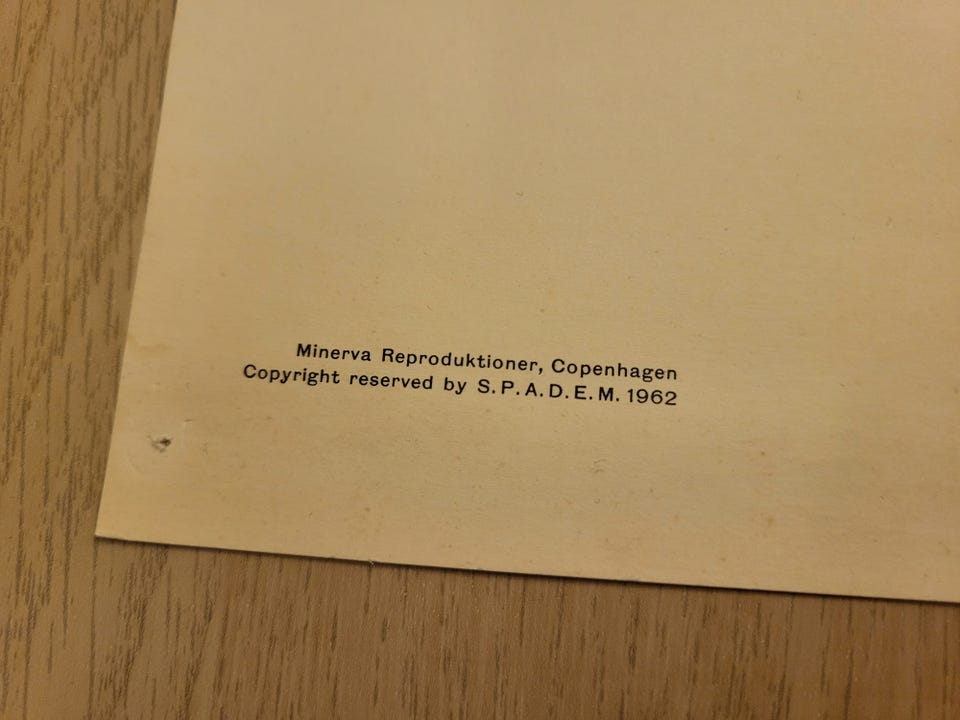 Minerva Reproduktioner, Copenhagen
Copyright reserved by S.P.A.D.E.M. 1962